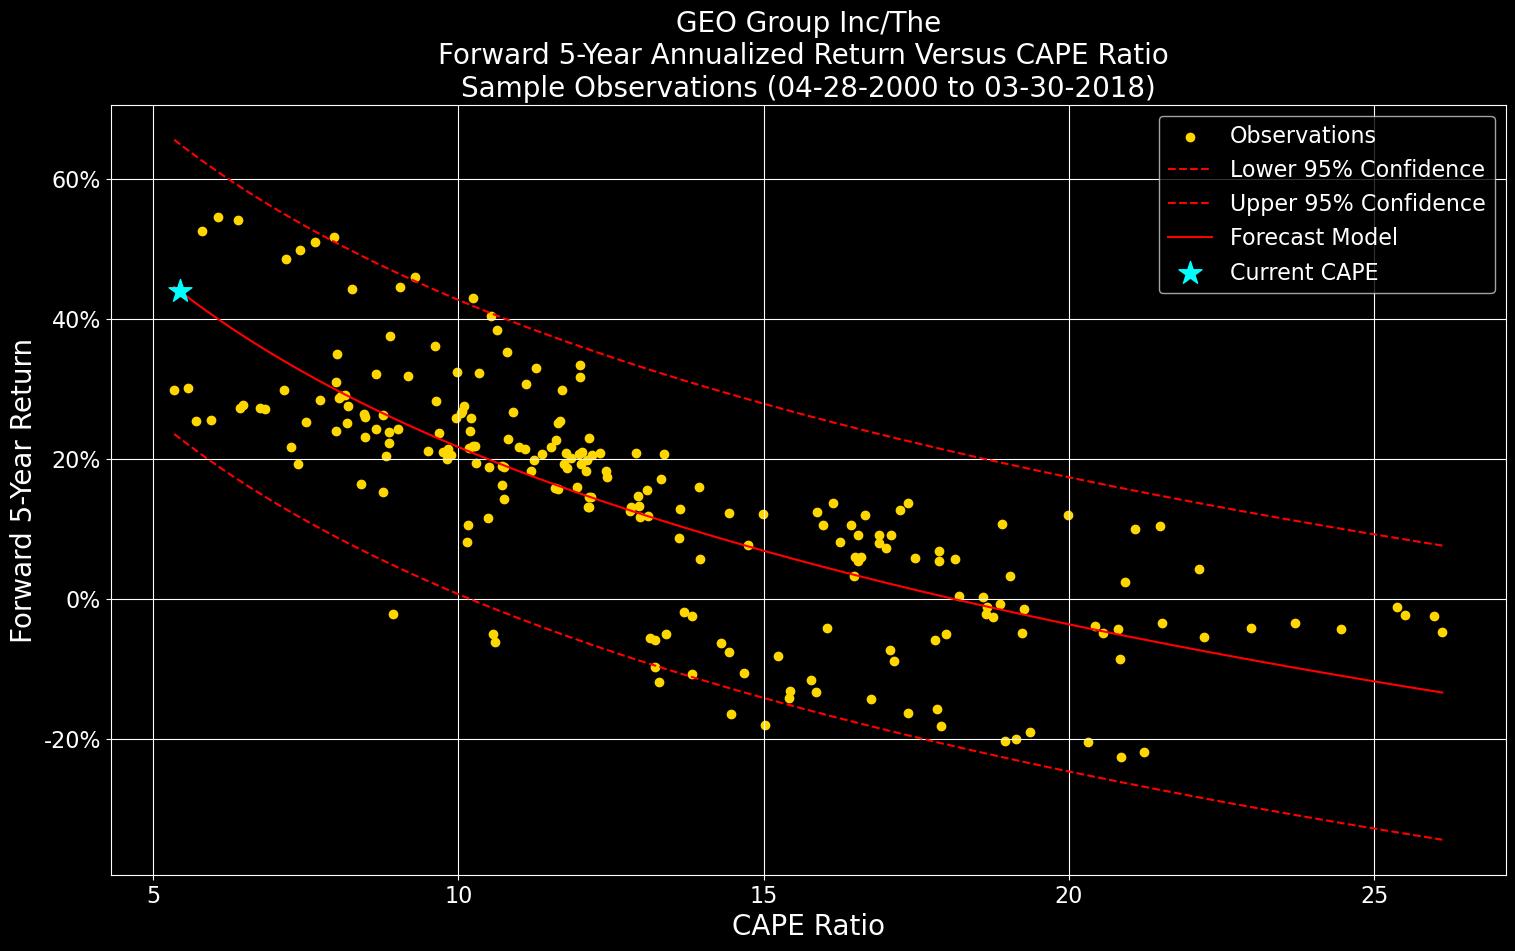 GEO Group Inc/The
Forward 5-Year Annualized Return Versus CAPE Ratio
Sample Observations (04-28-2000 to 03-30-2018)
Observations
Lower 95% Confidence
Upper 95% Confidence
Forecast Model
Current CAPE
Forward 5-Year Return
60%
40%
20%
0%
-20%
5 10 15 20 25
CAPE Ratio